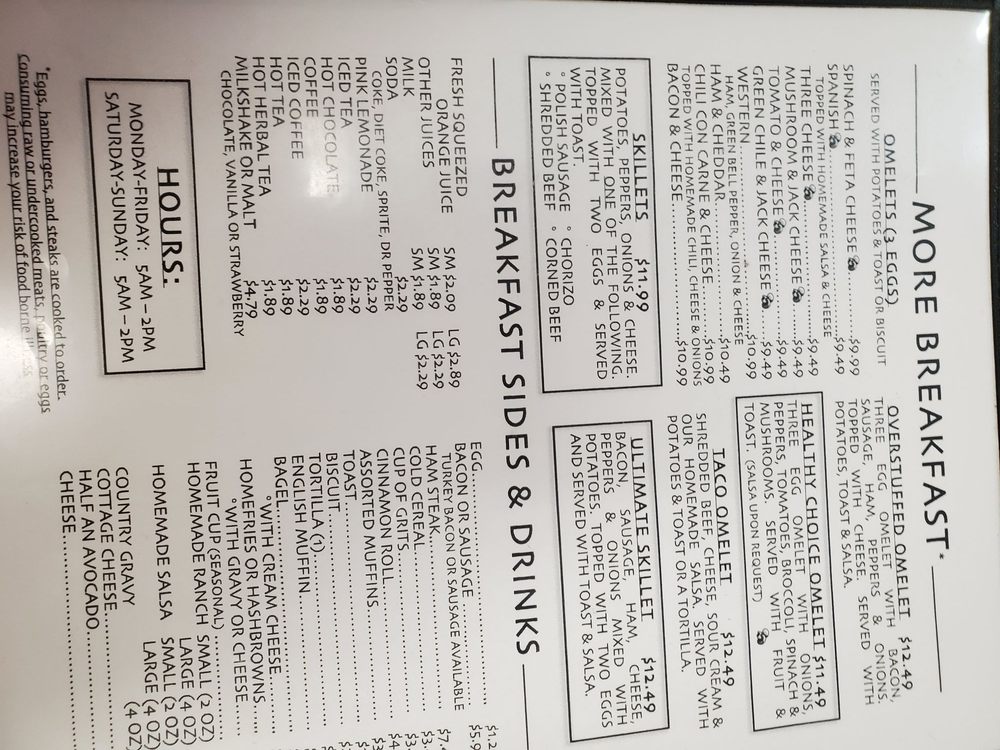 MORE BREAKFAST*
OMELETS (3 EGGS)
SERVED WITH POTATOES & TOAST OR BISCUIT
SPINACH & FETA CHEESE.....$9.99
SPANISH.....$9.49
TOPPED WITH HOMEMADE SALSA & CHEESE
THREE CHEESE.....$9.49
MUSHROOM & JACK CHEESE.....$9.49
TOMATO & CHEESE.....$9.49
GREEN CHILE & JACK CHEESE.....$9.49
WESTERN.....$10.99
HAM, GREEN BELL PEPPER, ONION & CHEESE
HAM & CHEDDAR.....$10.49
CHILI CON CARNE & CHEESE.....$10.99
TOPPED WITH HOMEMADE CHILI, CHEESE & ONIONS
BACON & CHEESE.....$10.99
SKILLETS $11.99
POTATOES, PEPPERS, ONIONS & CHEESE.
MIXED WITH ONE OF THE FOLLOWING.
TOPPED WITH TWO EGGS & SERVED
WITH TOAST.
° POLISH SAUSAGE ° CHORIZO
° SHREDDED BEEF ° CORNED BEEF
OVERSTUFFED OMELET $12.49
THREE EGG OMELET WITH BACON,
SAUSAGE, HAM, PEPPERS & ONIONS
TOPPED WITH CHEESE. SERVED WITH
POTATOES, TOAST & SALSA.
HEALTHY CHOICE OMELET $11.49
THREE EGG OMELET WITH ONIONS,
PEPPERS, TOMATOES, BROCCOLI, SPINACH &
MUSHROOMS. SERVED WITH FRUIT &
TOAST. (SALSA UPON REQUEST)
TACO OMELET $12.49
SHREDDED BEEF, CHEESE, SOUR CREAM &
OUR HOMEMADE SALSA. SERVED WITH
POTATOES & TOAST OR A TORTILLA.
ULTIMATE SKILLET $12.49
BACON, SAUSAGE, HAM, CHEESE,
PEPPERS & ONIONS MIXED WITH
POTATOES. TOPPED WITH TWO EGGS
AND SERVED WITH TOAST & SALSA.
BREAKFAST SIDES & DRINKS
FRESH SQUEEZED
ORANGE JUICE SM $2.09 LG $2.89
OTHER JUICES SM $1.89 LG $2.29
MILK SM $1.89 LG $2.29
SODA $2.29
COKE, DIET COKE, SPRITE, DR PEPPER
PINK LEMONADE $2.29
ICED TEA $2.29
HOT CHOCOLATE $1.89
COFFEE $1.89
ICED COFFEE $2.29
HOT TEA $1.89
HOT HERBAL TEA $1.89
MILKSHAKE OR MALT $4.79
CHOCOLATE, VANILLA OR STRAWBERRY
HOURS:
MONDAY-FRIDAY: 5AM – 2PM
SATURDAY-SUNDAY: 5AM – 2PM
*Eggs, hamburgers, and steaks are cooked to order.
Consuming raw or undercooked meats, poultry or eggs
may increase your risk of food borne illness
EGG.....$1.2
BACON OR SAUSAGE.....$5.9
TURKEY BACON OR SAUSAGE AVAILABLE
HAM STEAK.....$7.
COLD CEREAL.....$3.
CUP OF GRITS.....$3.
CINNAMON ROLL.....$4
ASSORTED MUFFINS.....$3
TOAST.....
BISCUIT.....
TORTILLA (1).....
ENGLISH MUFFIN.....
BAGEL.....
°WITH CREAM CHEESE.....
HOMEFRIES OR HASHBROWNS.....
°WITH GRAVY OR CHEESE.....
FRUIT CUP (SEASONAL).....
HOMEMADE RANCH SMALL (2 OZ)
LARGE (4 OZ)
HOMEMADE SALSA SMALL (2 OZ)
LARGE (4 OZ)
COUNTRY GRAVY (4 OZ)
COTTAGE CHEESE.....
HALF AN AVOCADO.....
CHEESE.....